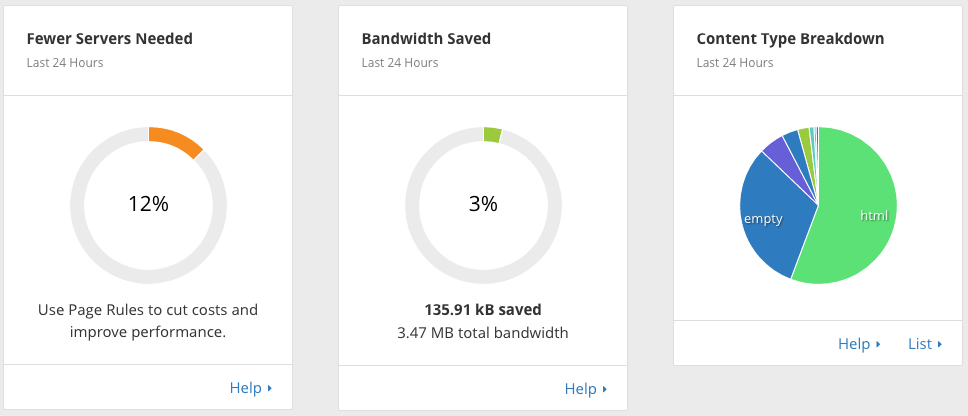 Fewer Servers Needed
Last 24 Hours
12%
Use Page Rules to cut costs and
improve performance.
Help
Bandwidth Saved
Last 24 Hours
3%
135.91 kB saved
3.47 MB total bandwidth
Help
Content Type Breakdown
Last 24 Hours
empty
html
Help
List